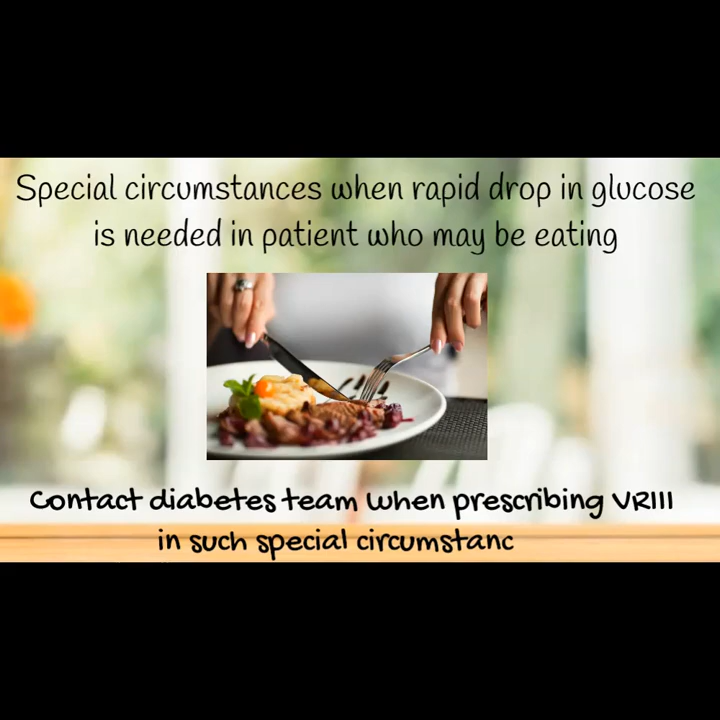 Special circumstances when rapid drop in glucose
is needed in patient who may be eating
Contact diabetes team when prescribing VRIII
in such special circumstanc